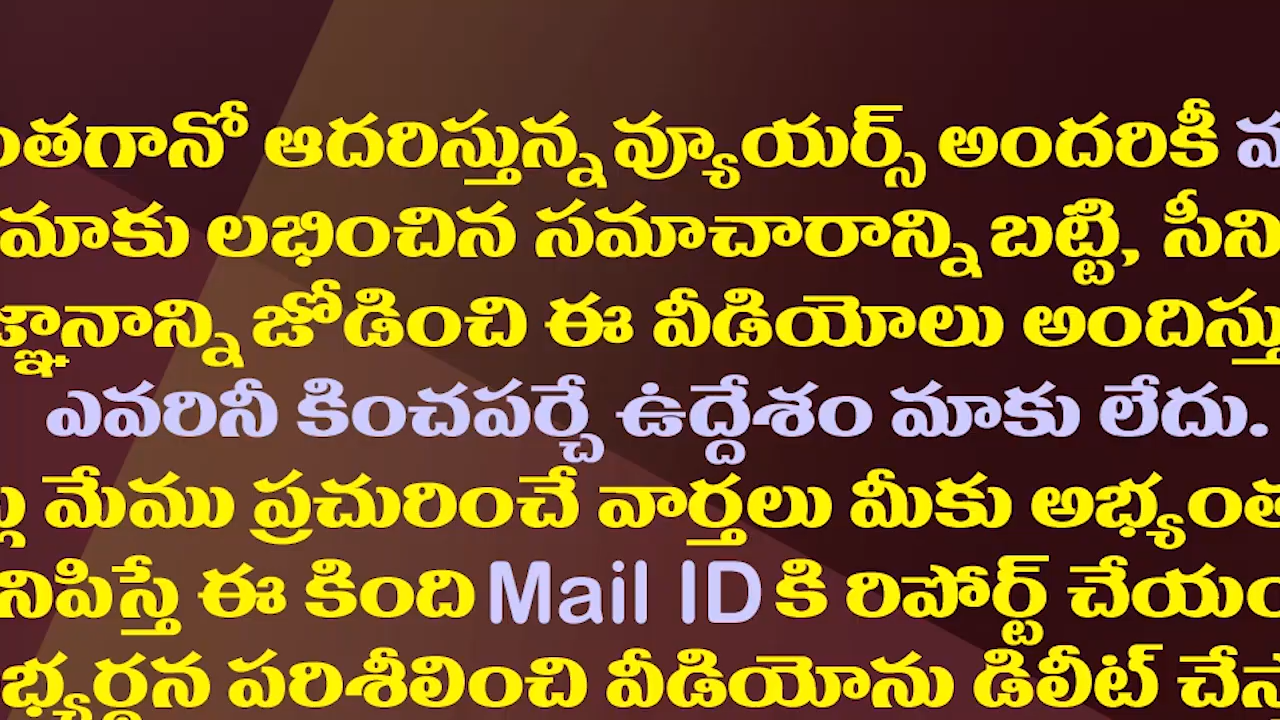 ఆదరిస్తున్న వ్యూయర్స్ అందరికీ
మాకు లభించిన సమాచారాన్ని బట్టి,
జోడించి ఈ వీడియోలు
ఎవరినీ కించపర్చే ఉద్దేశం మాకు లేదు.
మేము ప్రచురించే వార్తలు మీకు
ఈ కింది Mail ID కి రిపోర్ట్
పరిశీలించి వీడియోను డిలీట్